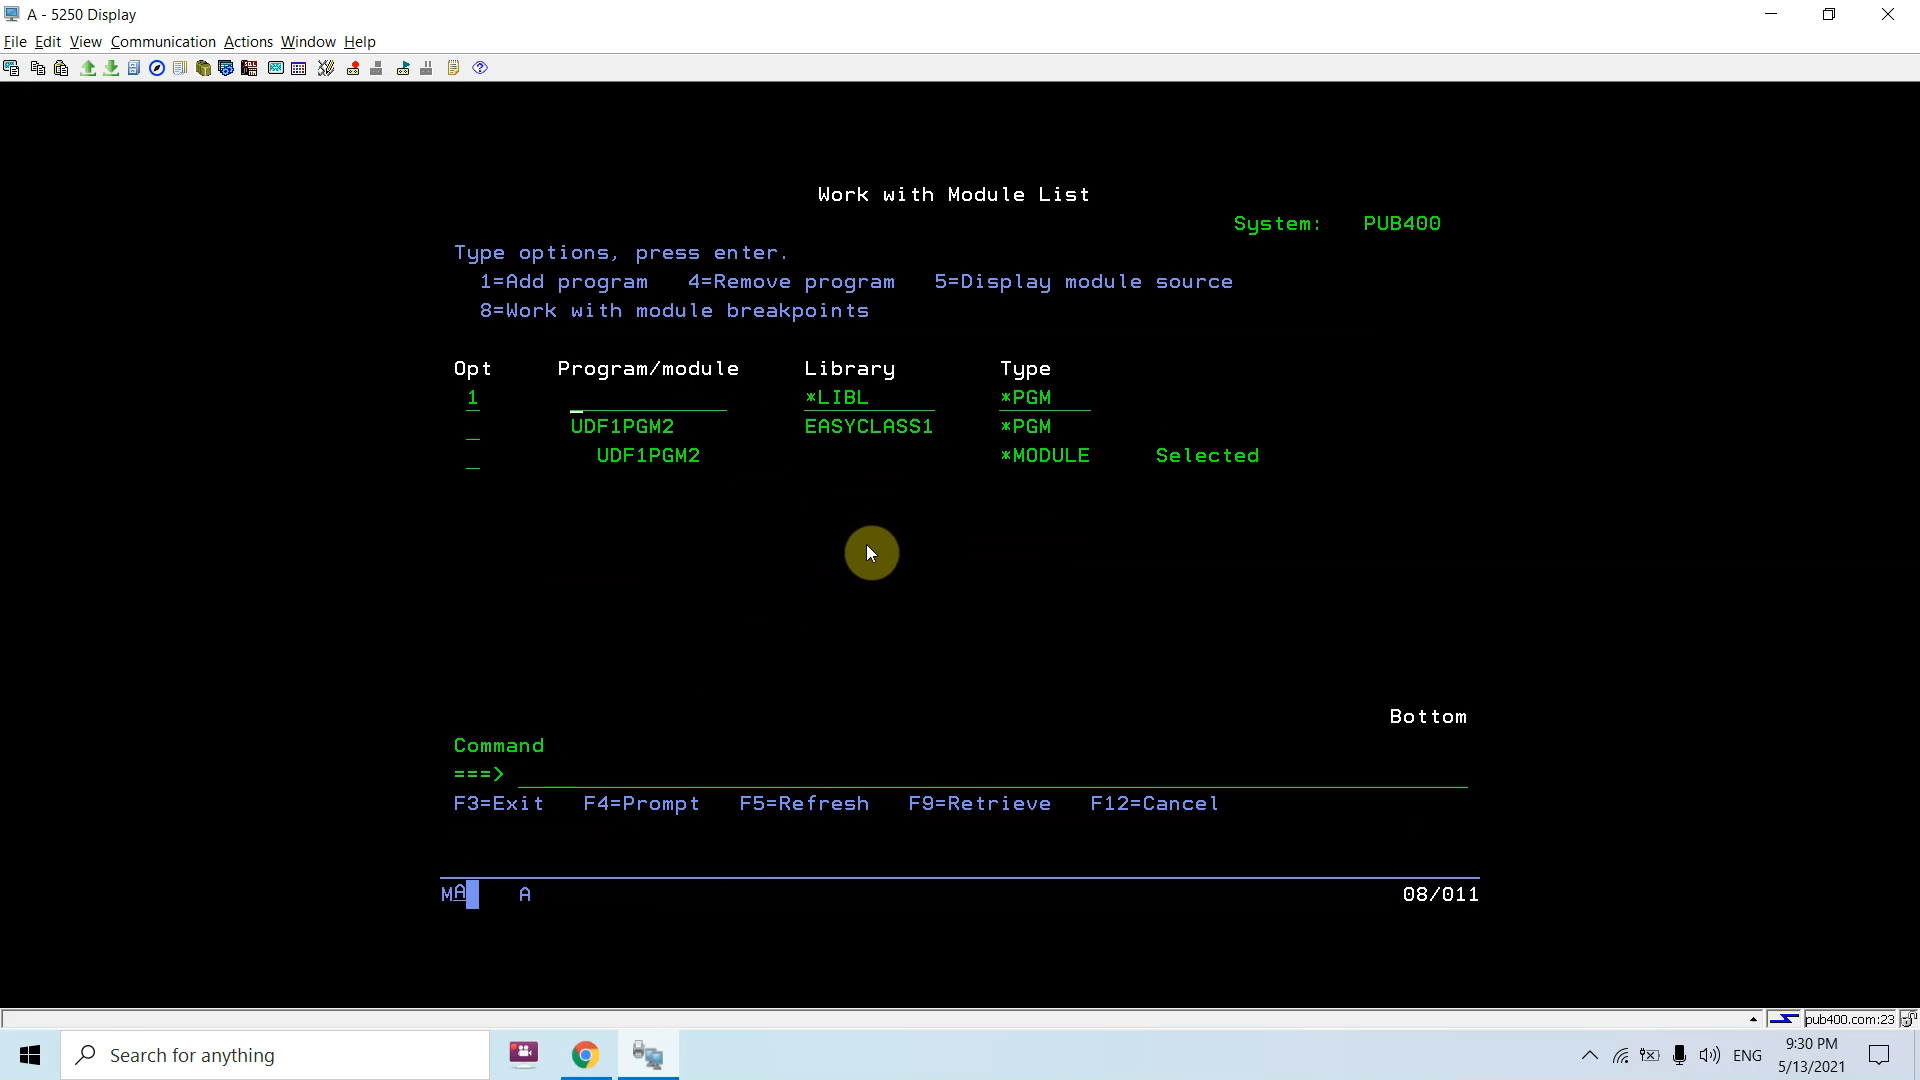 A - 5250 Display
File Edit View Communication Actions Window Help
Work with Module List
System: PUB400
Type options, press enter.
1=Add program 4=Remove program 5=Display module source
8=Work with module breakpoints
Opt Program/module Library Type
1 *LIBL *PGM
UDF1PGM2 EASYCLASS1 *PGM
UDF1PGM2 *MODULE Selected
Bottom
Command
===>
F3=Exit F4=Prompt F5=Refresh F9=Retrieve F12=Cancel
MA A 08/011
pub400.com:23
Search for anything
ENG
9:30 PM
5/13/2021